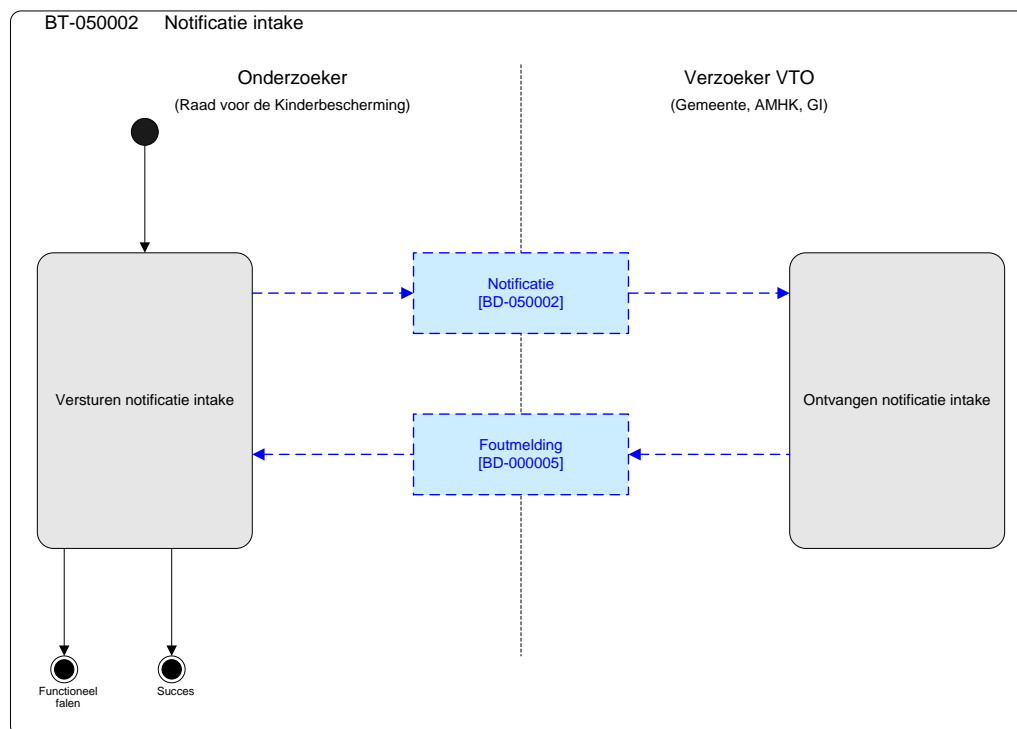 BT-050002 Notificatie intake
Onderzoeker
(Raad voor de Kinderbescherming)
Verzoeker VTO
(Gemeente, AMHK, GI)
Notificatie
[BD-050002]
Versturen notificatie intake
Ontvangen notificatie intake
Foutmelding
[BD-000005]
Functioneel
falen
Succes